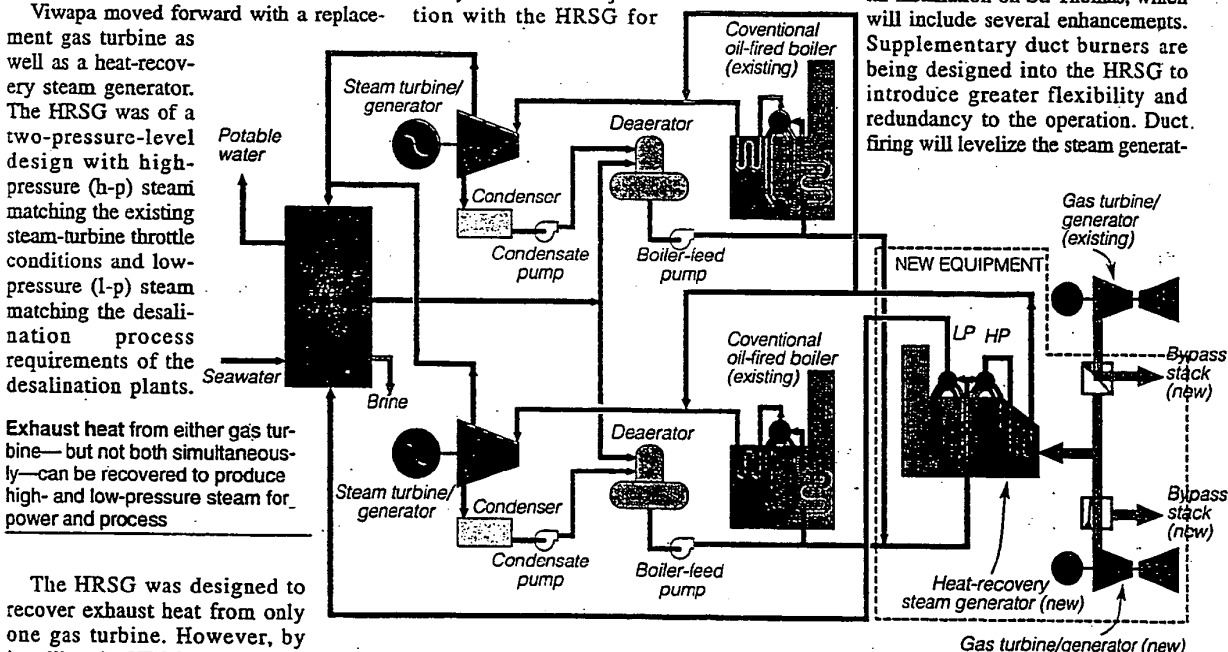 Viwapa moved forward with a replace-
ment gas turbine as
well as a heat-recov-
ery steam generator.
The HRSG was of a
two-pressure-level
design with high-
pressure (h-p) steam
matching the existing
steam-turbine throttle
conditions and low-
pressure (l-p) steam
matching the desali-
nation process
requirements of the
desalination plants.
Exhaust heat from either gas tur-
bine—but not both simultaneous-
ly—can be recovered to produce
high- and low-pressure steam for
power and process
The HRSG was designed to
recover exhaust heat from only
one gas turbine. However, by
tion with the HRSG for
will include several enhancements.
Supplementary duct burners are
being designed into the HRSG to
introduce greater flexibility and
redundancy to the operation. Duct
firing will levelize the steam generat-
Potable
water
Seawater
Brine
Steam turbine/
generator
Condenser
Condensate
pump
Deaerator
Boiler-feed
pump
Coventional
oil-fired boiler
(existing)
Steam turbine/
generator
Condenser
Condensate
pump
Deaerator
Boiler-feed
pump
Coventional
oil-fired boiler
(existing)
NEW EQUIPMENT
LP HP
Gas turbine/
generator
(existing)
Bypass
stack
(new)
Bypass
stack
(new)
Heat-recovery
steam generator (new)
Gas turbine/generator (new)